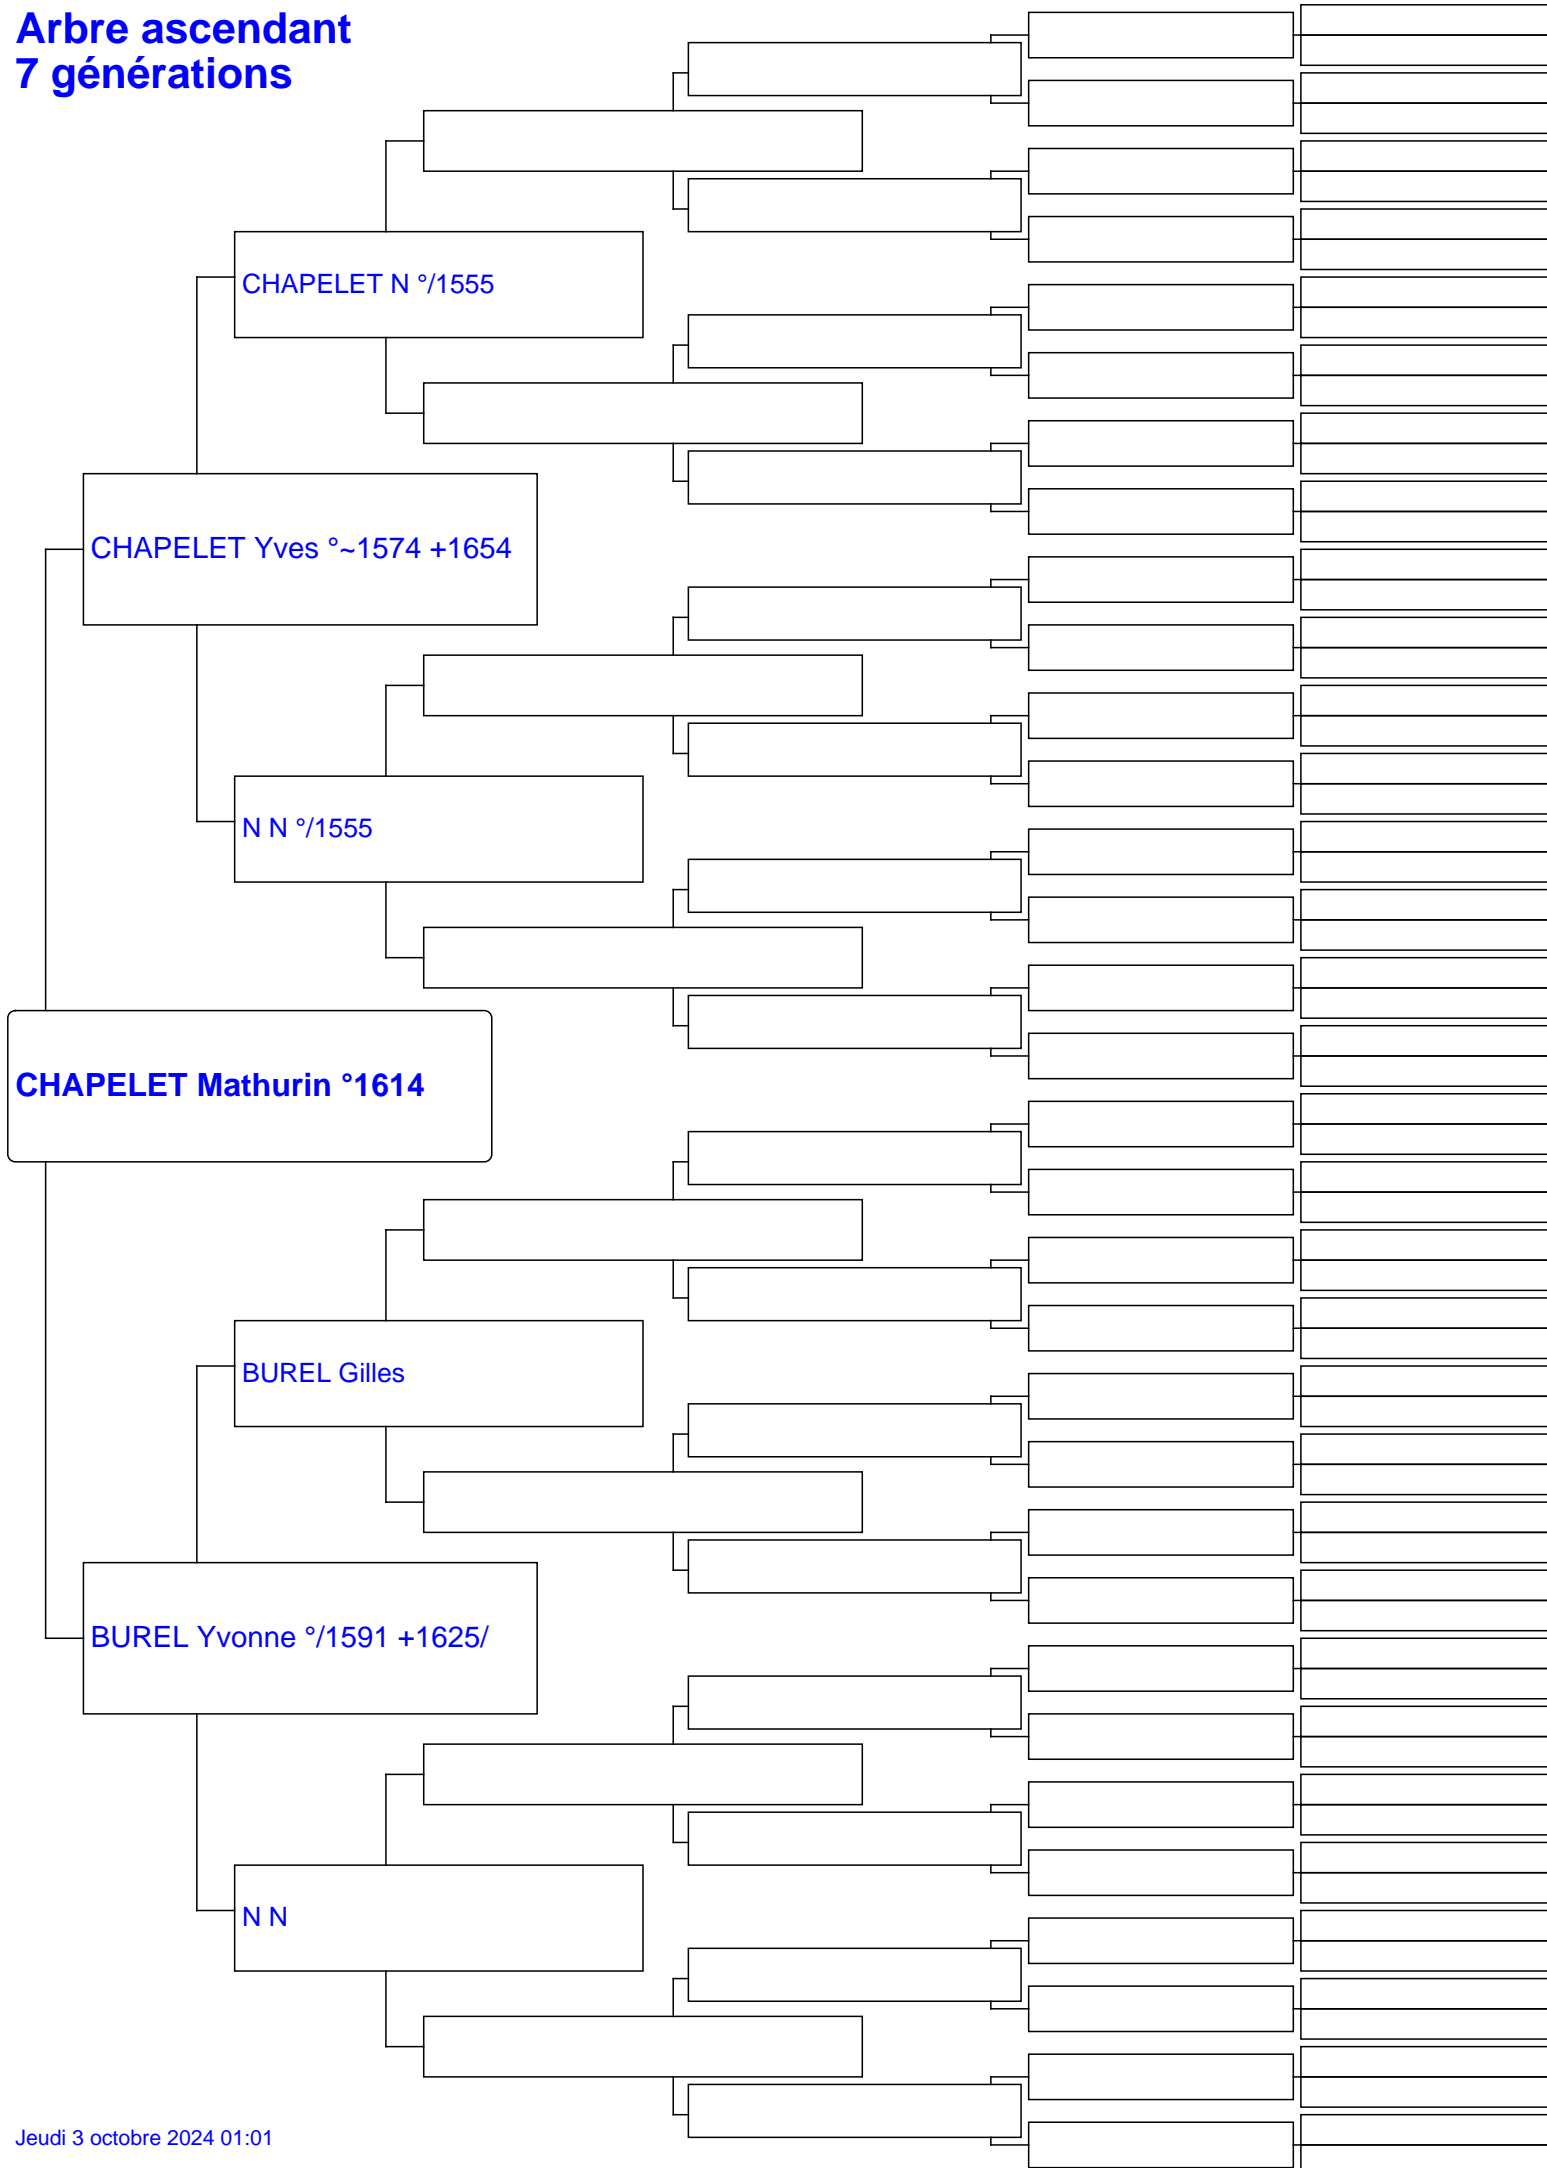 Arbre ascendant
7 générations
CHAPELET N °/1555
CHAPELET Yves °~1574 +1654
N N °/1555
CHAPELET Mathurin °1614
BUREL Gilles
BUREL Yvonne °/1591 +1625/
N N
Jeudi 3 octobre 2024 01:01